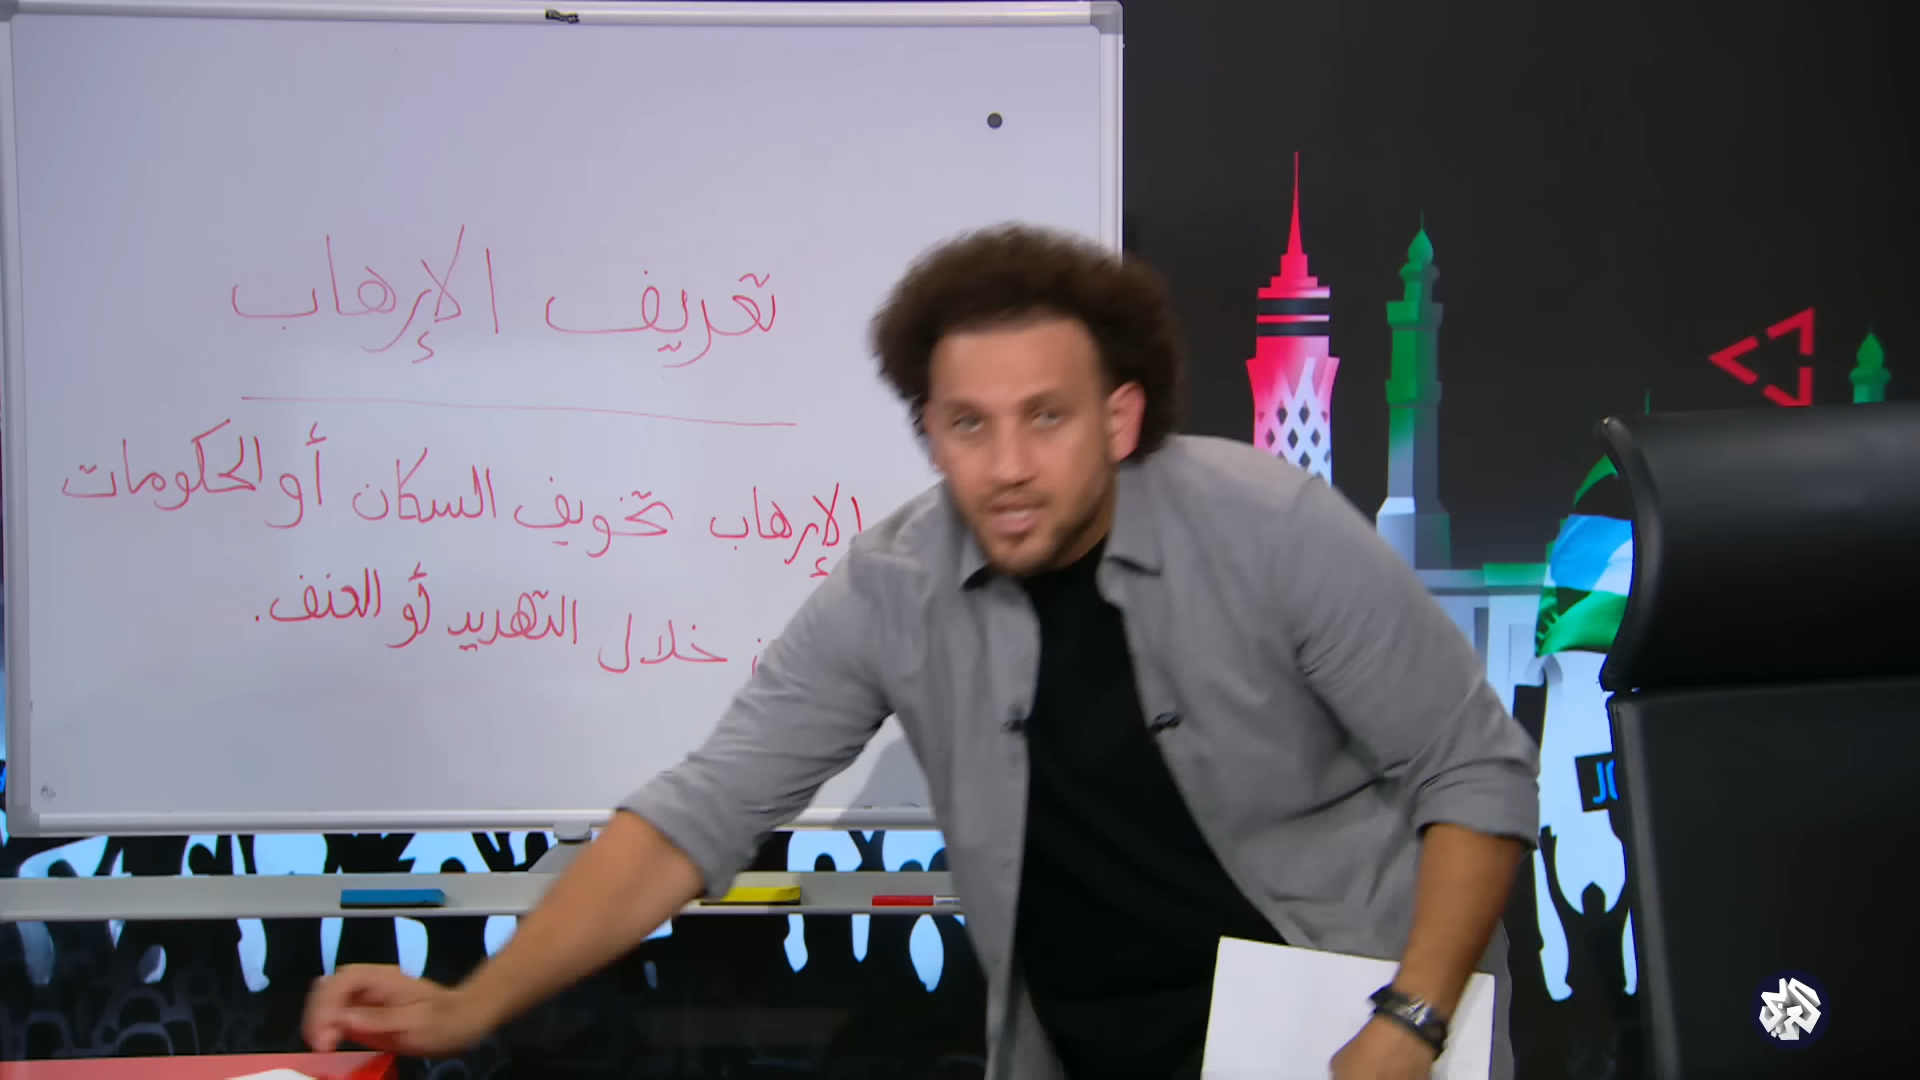 تعريف الإرهاب
الإرهاب تخويف السكان أو الحكومات
خلال التهديد أو العنف.